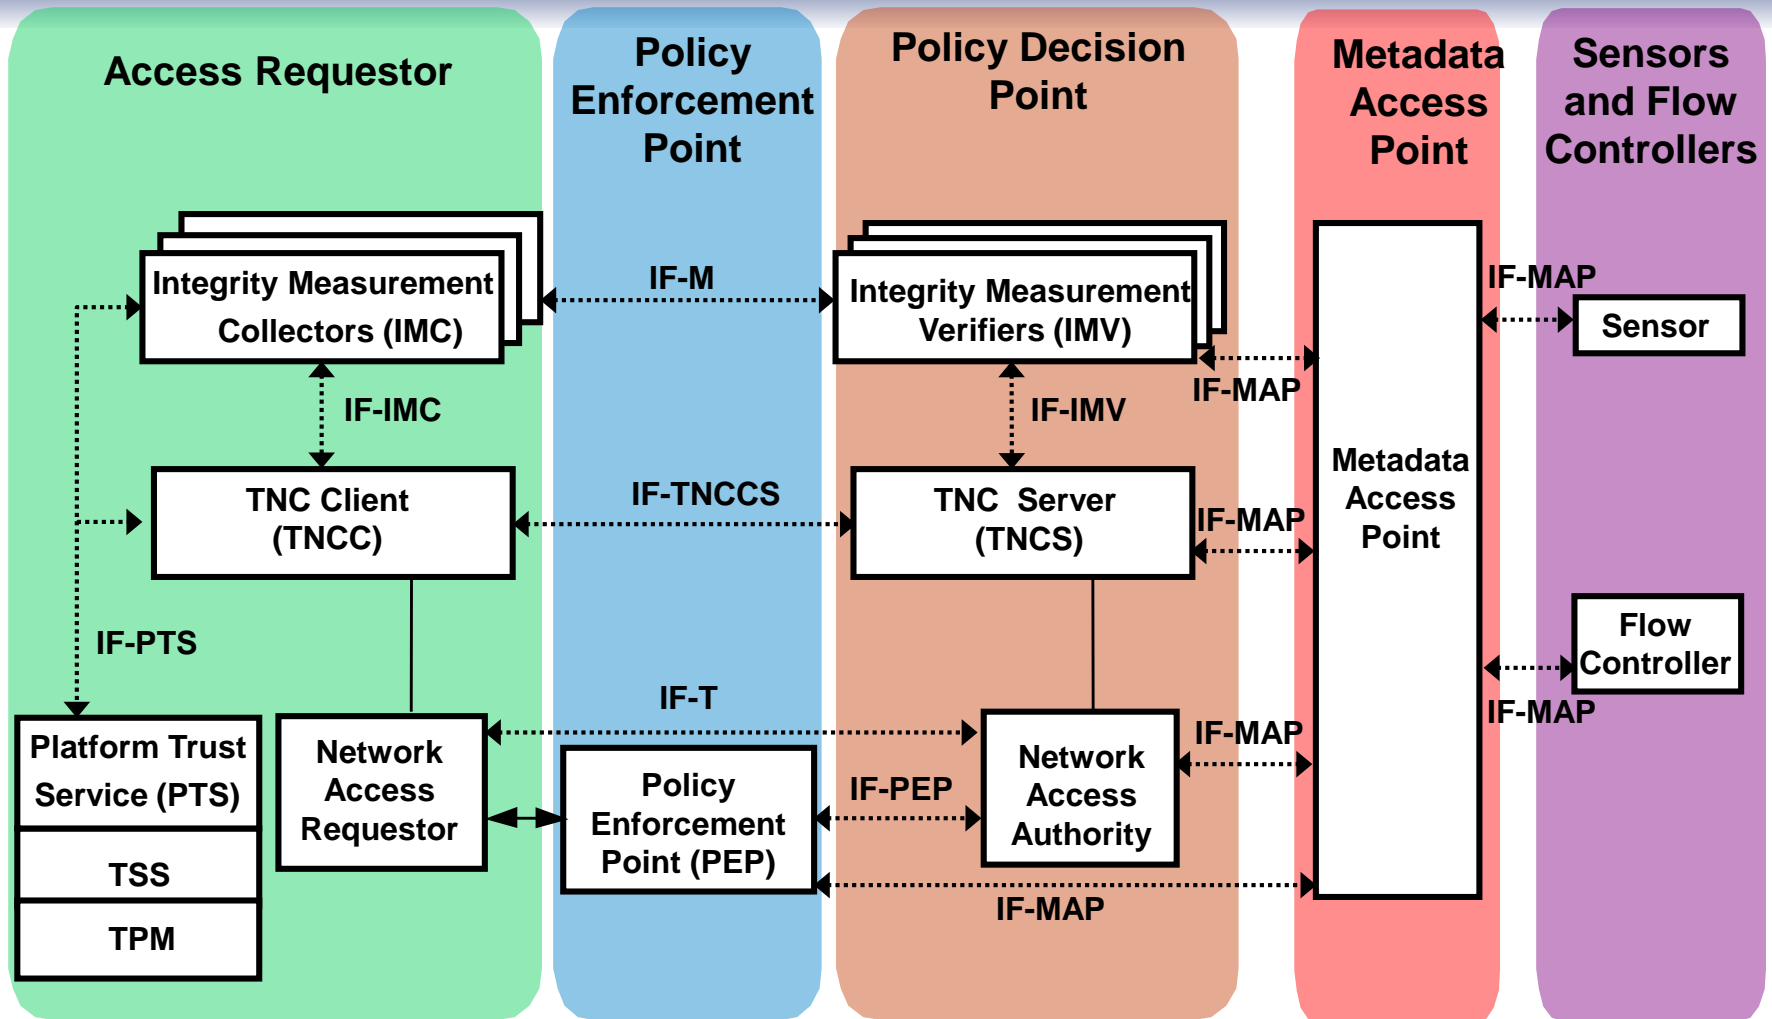 Access Requestor
Policy
Enforcement
Point
Policy Decision
Point
Metadata
Access
Point
Sensors
and Flow
Controllers
Integrity Measurement
Collectors (IMC)
IF-M
Integrity Measurement
Verifiers (IMV)
IF-MAP
Sensor
IF-MAP
IF-IMC
IF-IMV
TNC Client
(TNCC)
IF-TNCCS
TNC Server
(TNCS)
IF-MAP
Metadata
Access
Point
IF-PTS
Flow
Controller
IF-MAP
IF-T
IF-MAP
Platform Trust
Service (PTS)
TSS
TPM
Network
Access
Requestor
Policy
Enforcement
Point (PEP)
IF-PEP
Network
Access
Authority
IF-MAP